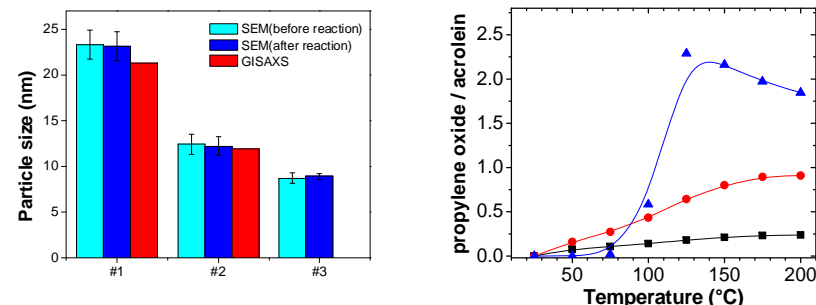 Particle size (nm)
25
20
15
10
5
0
SEM(before reaction)
SEM(after reaction)
GISAXS
#1 #2 #3
propylene oxide / acrolein
2.5
2.0
1.5
1.0
0.5
0.0
50 100 150 200
Temperature (°C)